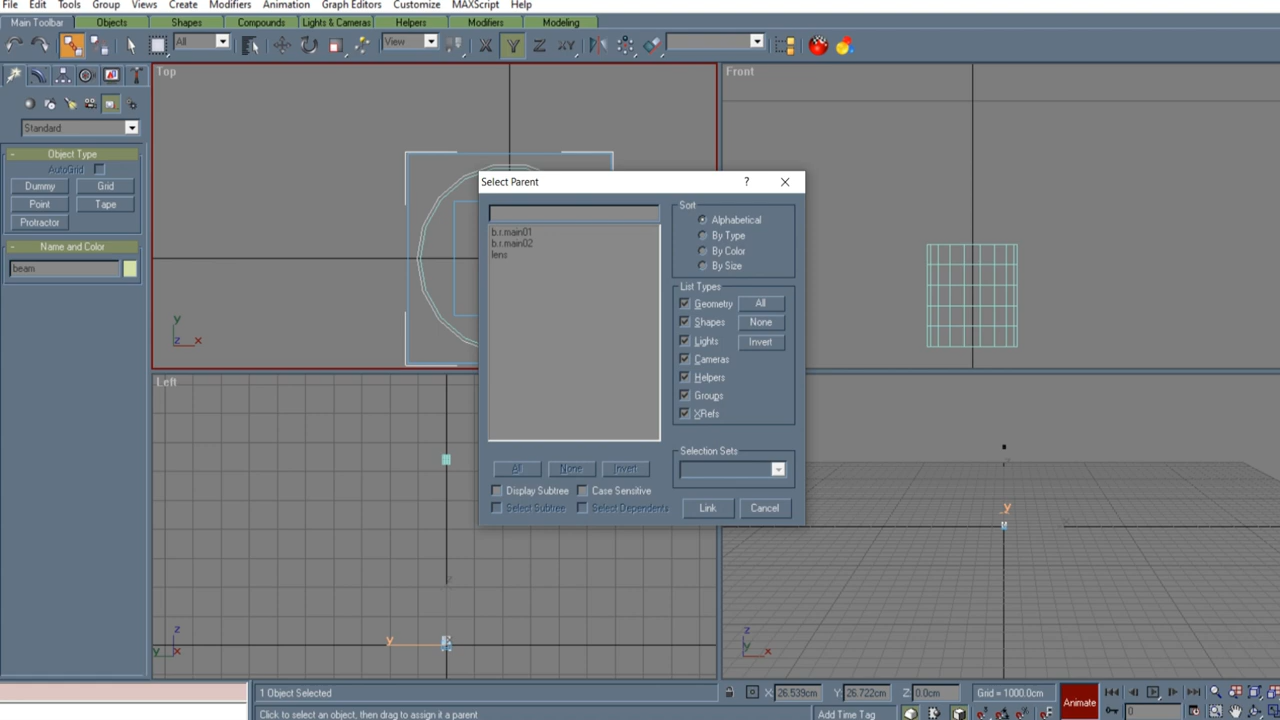 File Edit Tools Group Views Create Modifiers Animation Graph Editors Customize MAXScript Help
Main Toolbar Objects Shapes Compounds Lights & Cameras Helpers Modifiers Modeling
All View X Y Z XY
Standard
- Object Type
AutoGrid
Dummy Grid
Point Tape
Protractor
- Name and Color
beam
Top
y
z x
Front
Left
y
z
y x
y
z
y
x
Select Parent ?
b.r.main01
b.r.main02
lens
Sort
Alphabetical
By Type
By Color
By Size
List Types
Geometry All
Shapes None
Lights Invert
Cameras
Helpers
Groups
XRefs
Selection Sets
All None Invert
Display Subtree Case Sensitive
Select Subtree Select Dependents
Link Cancel
1 Object Selected X: 26.539cm Y: 26.722cm Z: 0.0cm Grid = 1000.0cm Animate
Click to select an object, then drag to assign it a parent Add Time Tag 0